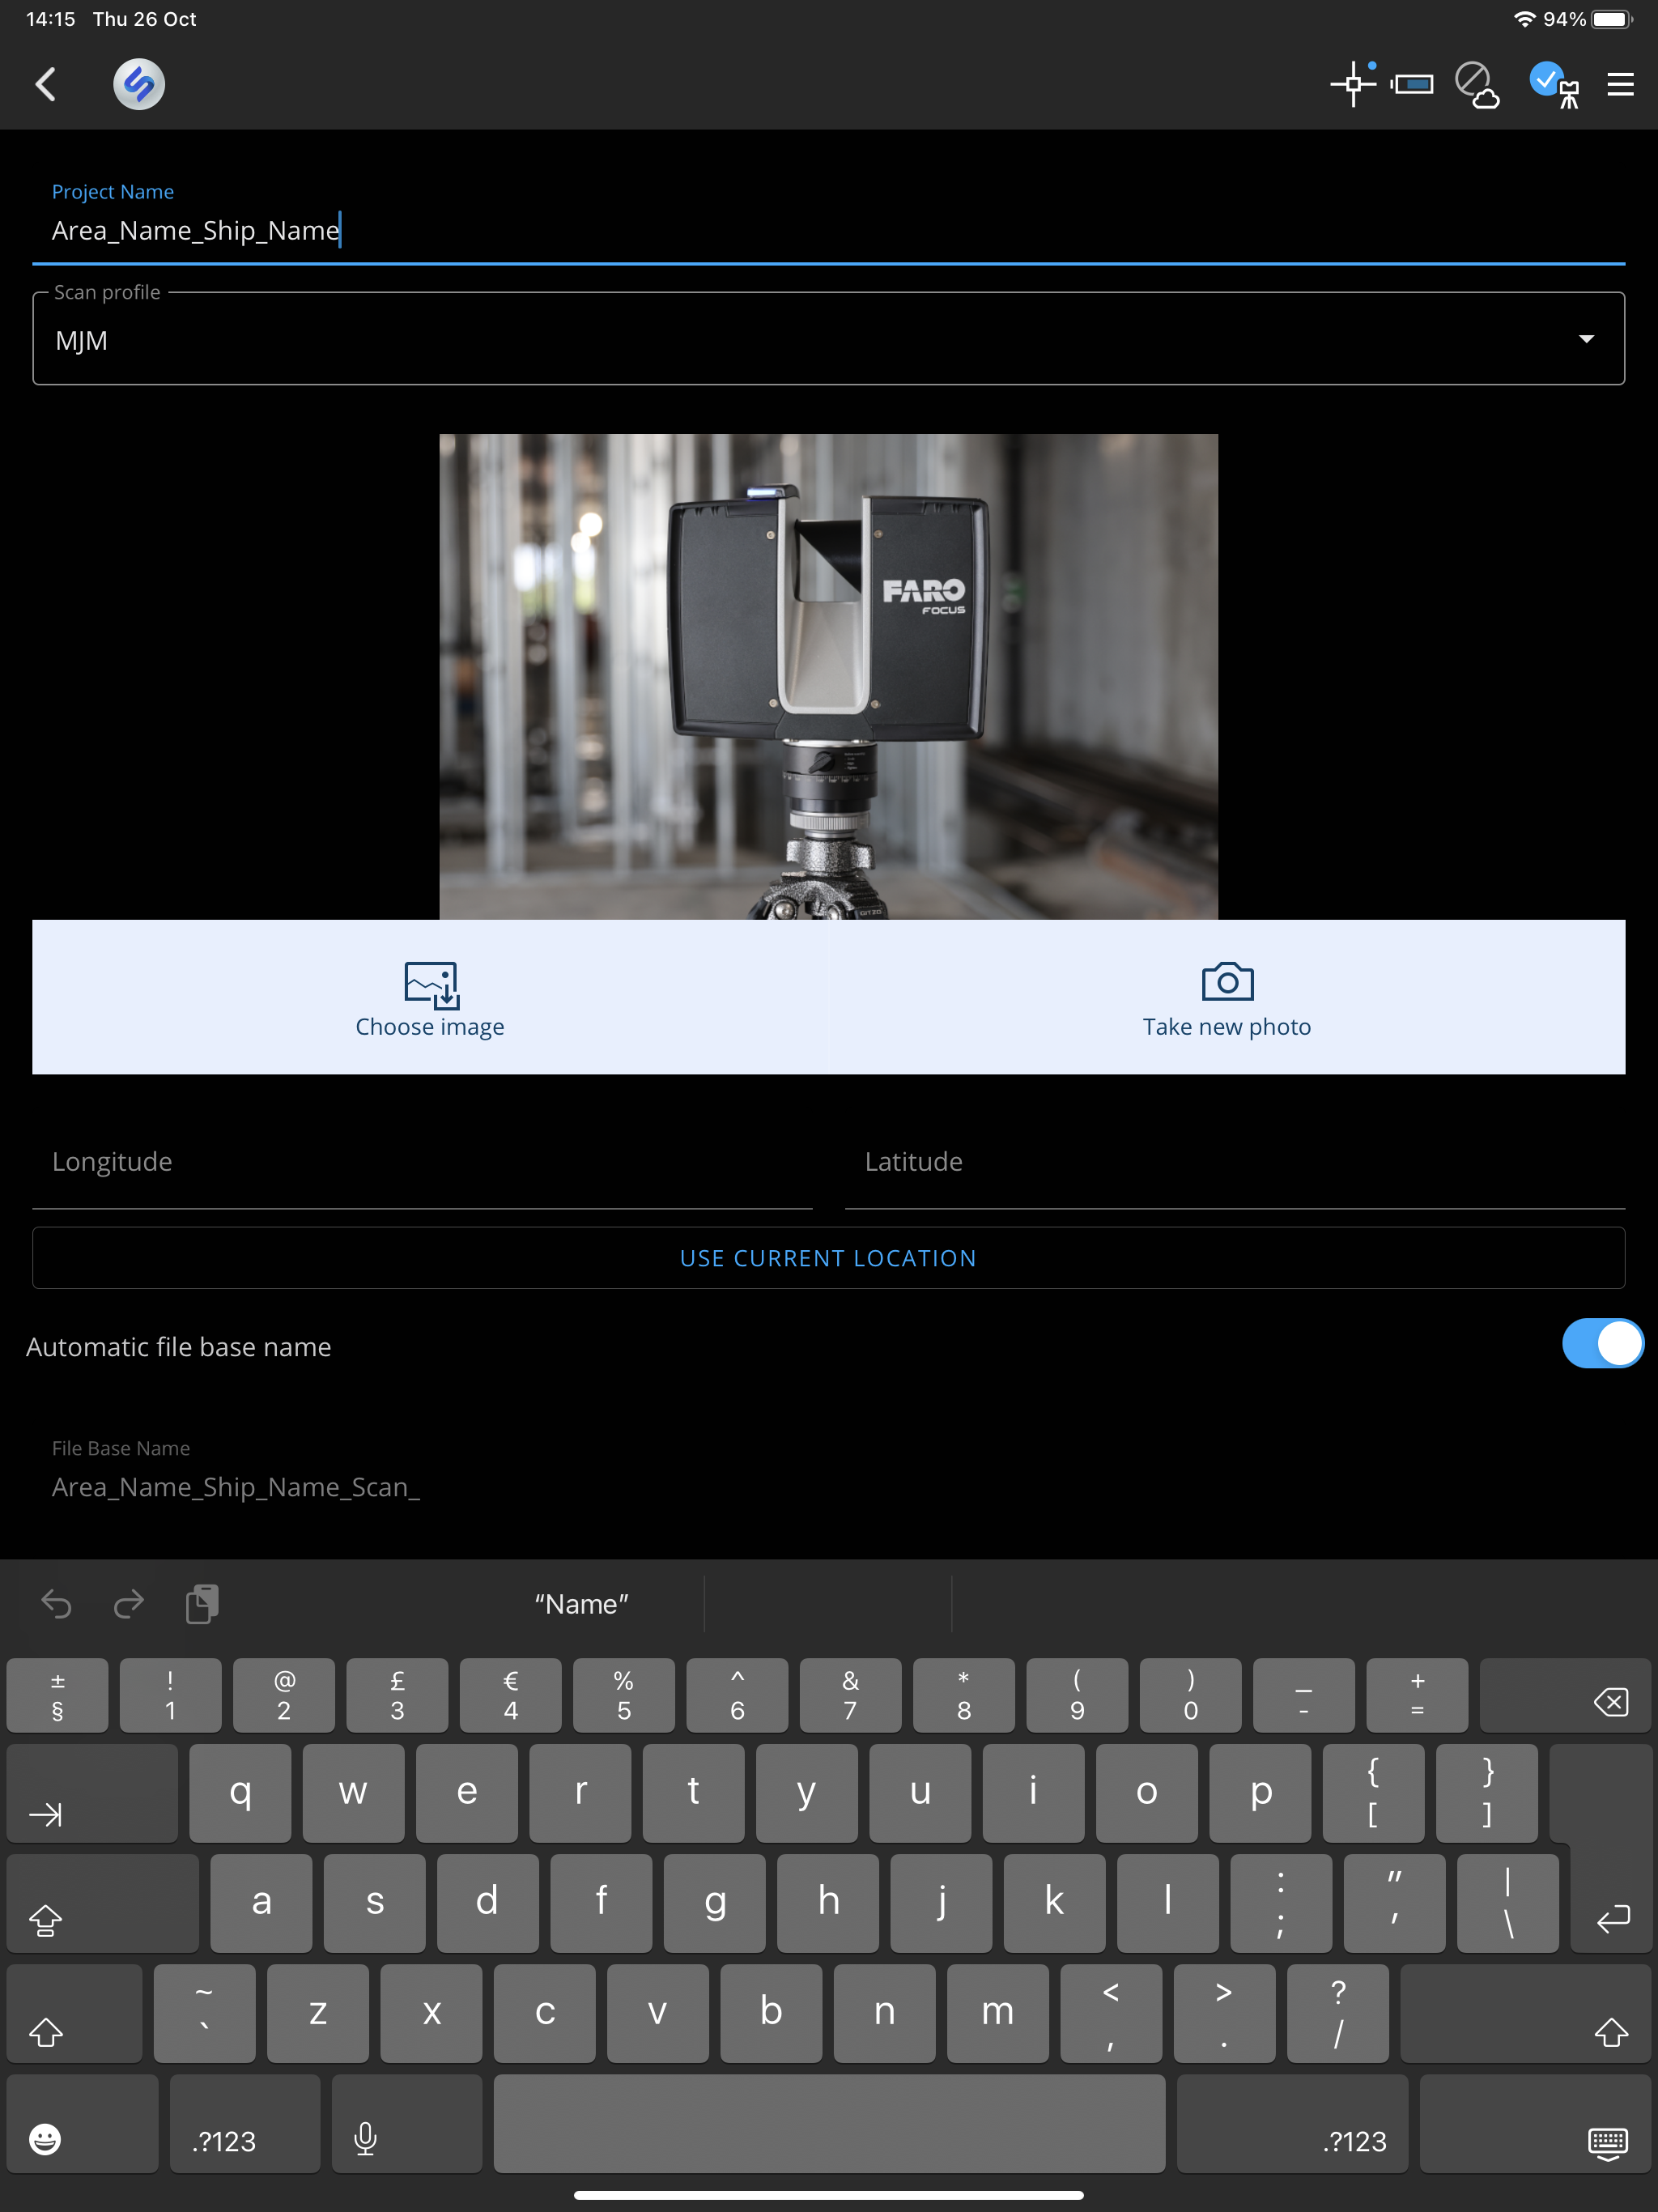 14:15 Thu 26 Oct 94%
Project Name
Area_Name_Ship_Name
Scan profile
MJM
FARO
FOCUS
GITZO
Choose image Take new photo
Longitude Latitude
USE CURRENT LOCATION
Automatic file base name
File Base Name
Area_Name_Ship_Name_Scan_
“Name”
± ! @ £ € % ^ & * ( ) _ +
§ 1 2 3 4 5 6 7 8 9 0 - =
q w e r t y u i o p { }
[ ]
a s d f g h j k l : " |
; ' \
~ z x c v b n m < > ?
` , . /
.?123 .?123